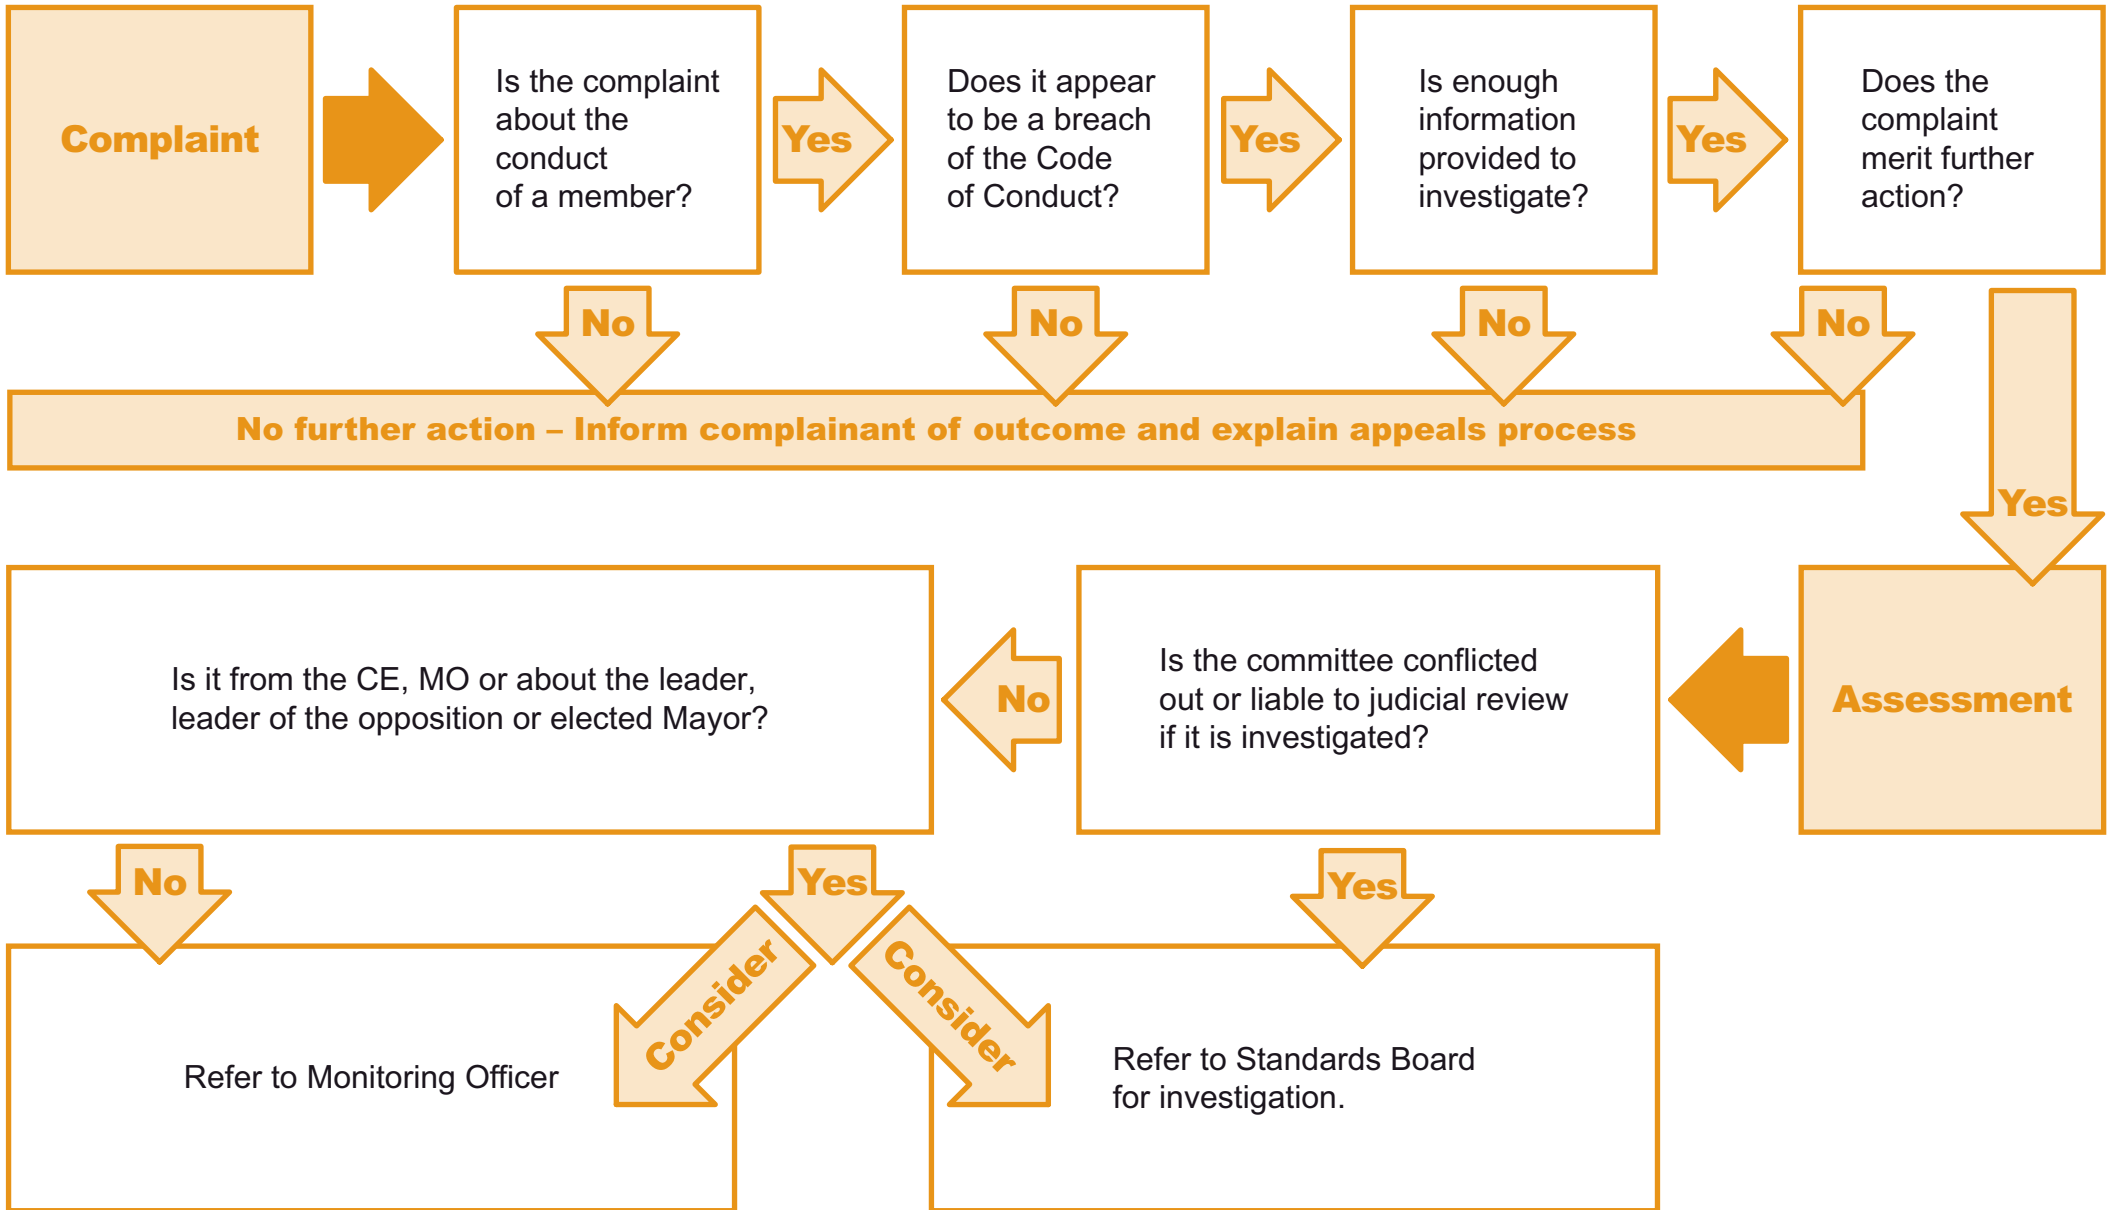 Complaint
Is the complaint
about the
conduct
of a member?
Yes
Does it appear
to be a breach
of the Code
of Conduct?
Yes
Is enough
information
provided to
investigate?
Yes
Does the
complaint
merit further
action?
No
No
No
No
No further action – Inform complainant of outcome and explain appeals process
Yes
Assessment
Is the committee conflicted
out or liable to judicial review
if it is investigated?
No
Is it from the CE, MO or about the leader,
leader of the opposition or elected Mayor?
No
Yes
Yes
Consider
Consider
Refer to Monitoring Officer
Refer to Standards Board
for investigation.